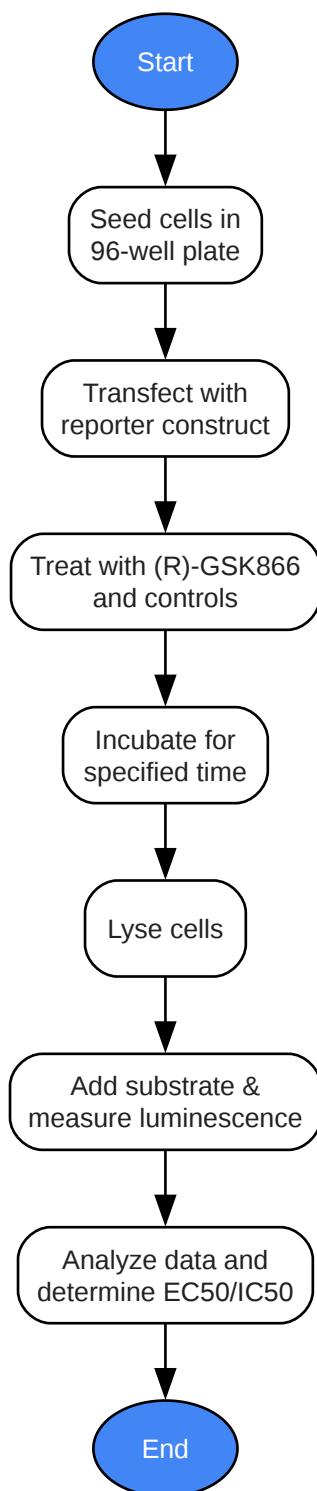 Start
Seed cells in
96-well plate
Transfect with
reporter construct
Treat with (R)-GSK866
and controls
Incubate for
specified time
Lyse cells
Add substrate &
measure luminescence
Analyze data and
determine EC50/IC50
End